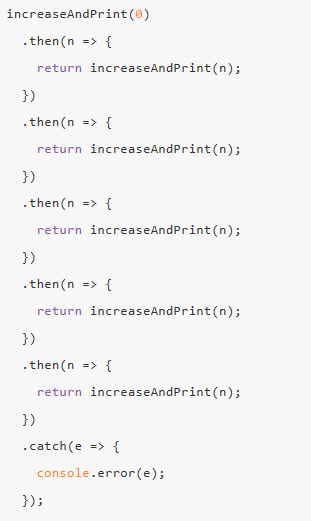 increaseAndPrint(0)
  .then(n => {
    return increaseAndPrint(n);
  })
  .then(n => {
    return increaseAndPrint(n);
  })
  .then(n => {
    return increaseAndPrint(n);
  })
  .then(n => {
    return increaseAndPrint(n);
  })
  .then(n => {
    return increaseAndPrint(n);
  })
  .catch(e => {
    console.error(e);
  });